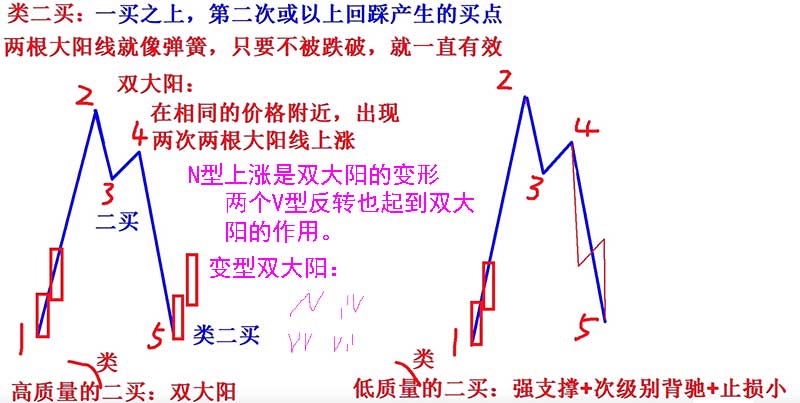 类二买：一买之上，第二次或以上回踩产生的买点
两根大阳线就像弹簧，只要不被跌破，就一直有效
双大阳：
在相同的价格附近，出现
两次两根大阳线上涨
N型上涨是双大阳的变形
两个V型反转也起到双大
阳的作用。
变型双大阳：
2
4
3
二买
1
5
类二买
类
高质量的二买：双大阳
2
4
3
1
5
类
低质量的二买：强支撑+次级别背驰+止损小